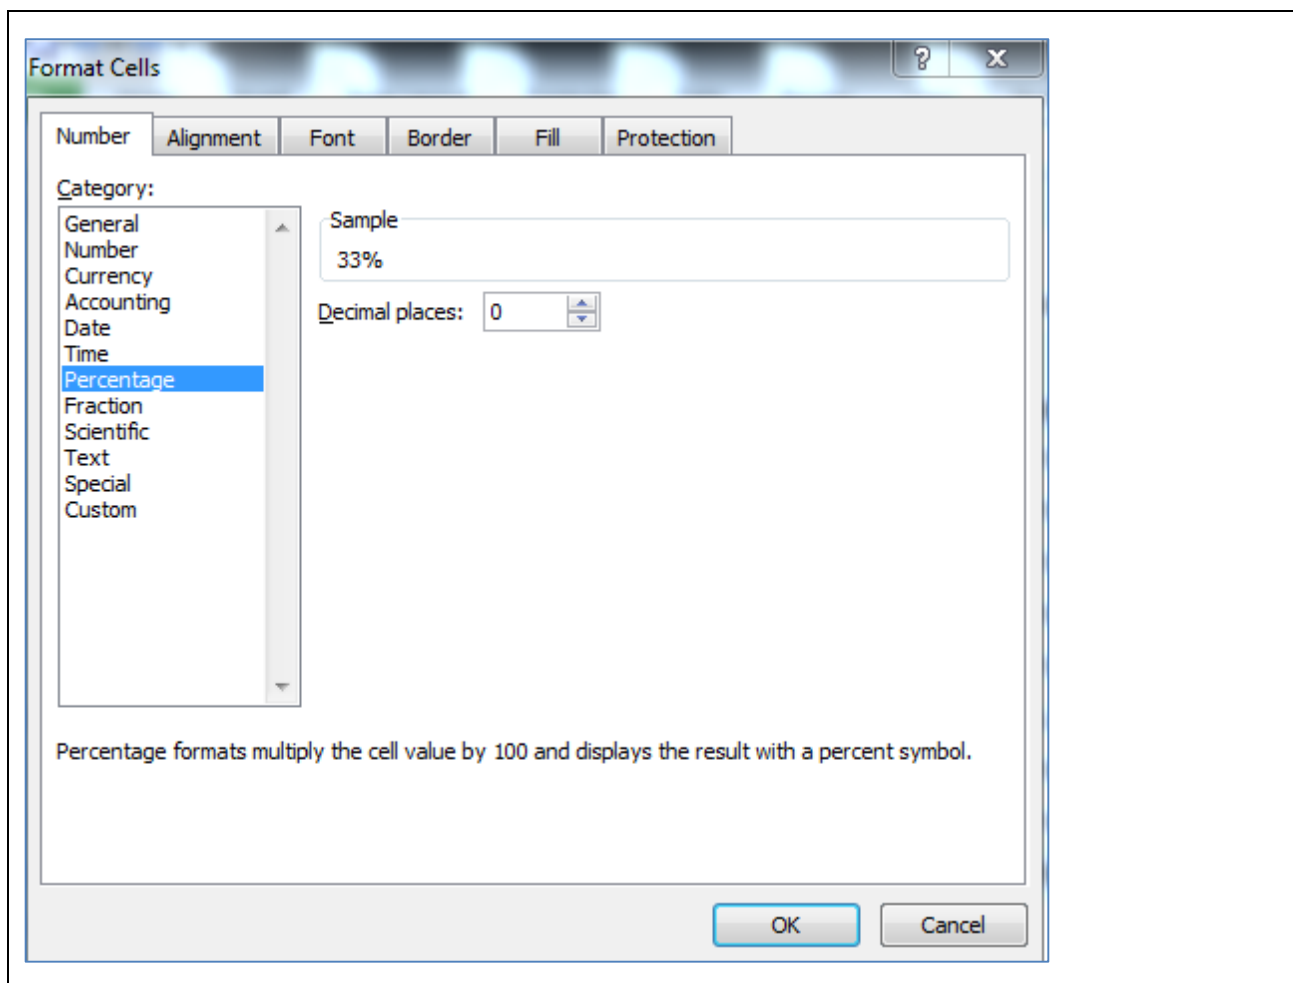 Format Cells
Number Alignment Font Border Fill Protection
Category:
General
Number
Currency
Accounting
Date
Time
Percentage
Fraction
Scientific
Text
Special
Custom
Sample
33%
Decimal places: 0
Percentage formats multiply the cell value by 100 and displays the result with a percent symbol.
OK Cancel